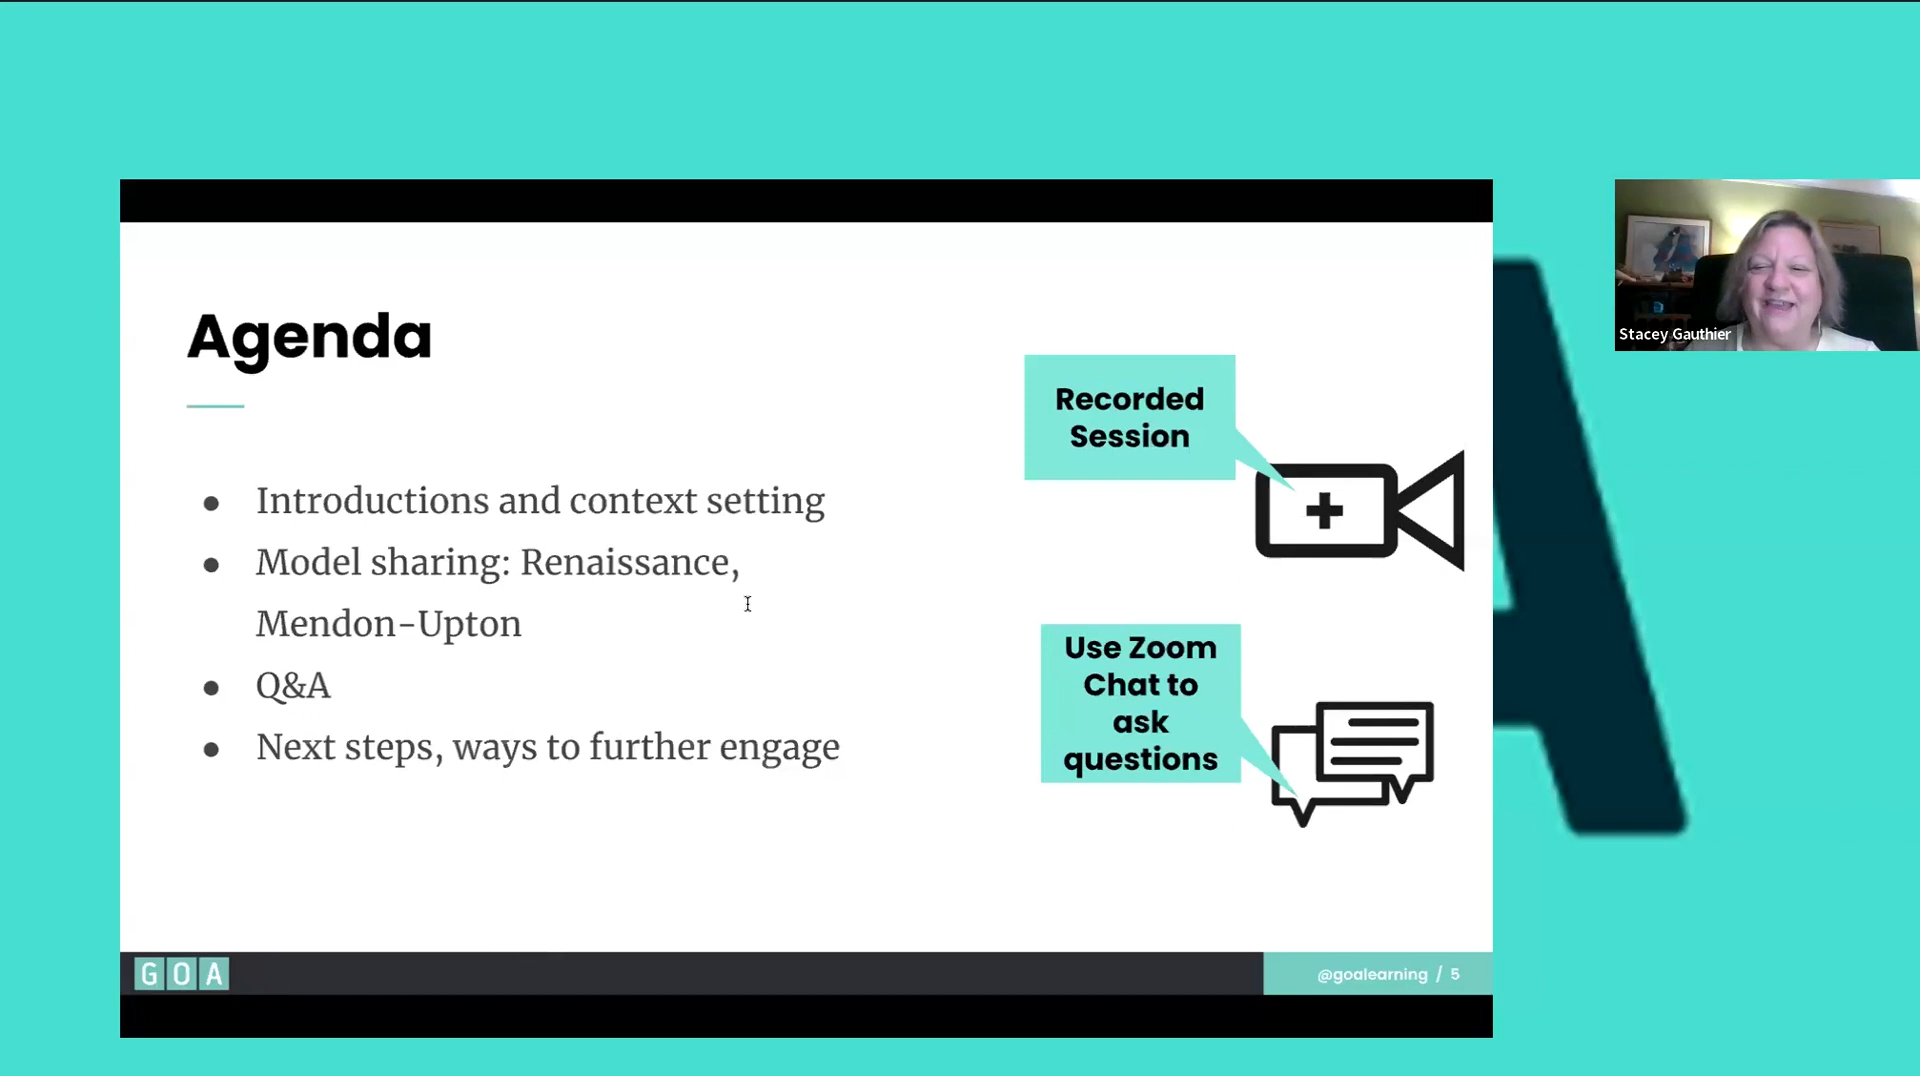 Agenda
Introductions and context setting
Model sharing: Renaissance,
Mendon-Upton
Q&A
Next steps, ways to further engage
Recorded
Session
Use Zoom
Chat to
ask
questions
Stacey Gauthier
GOA
@goalearning / 5
A